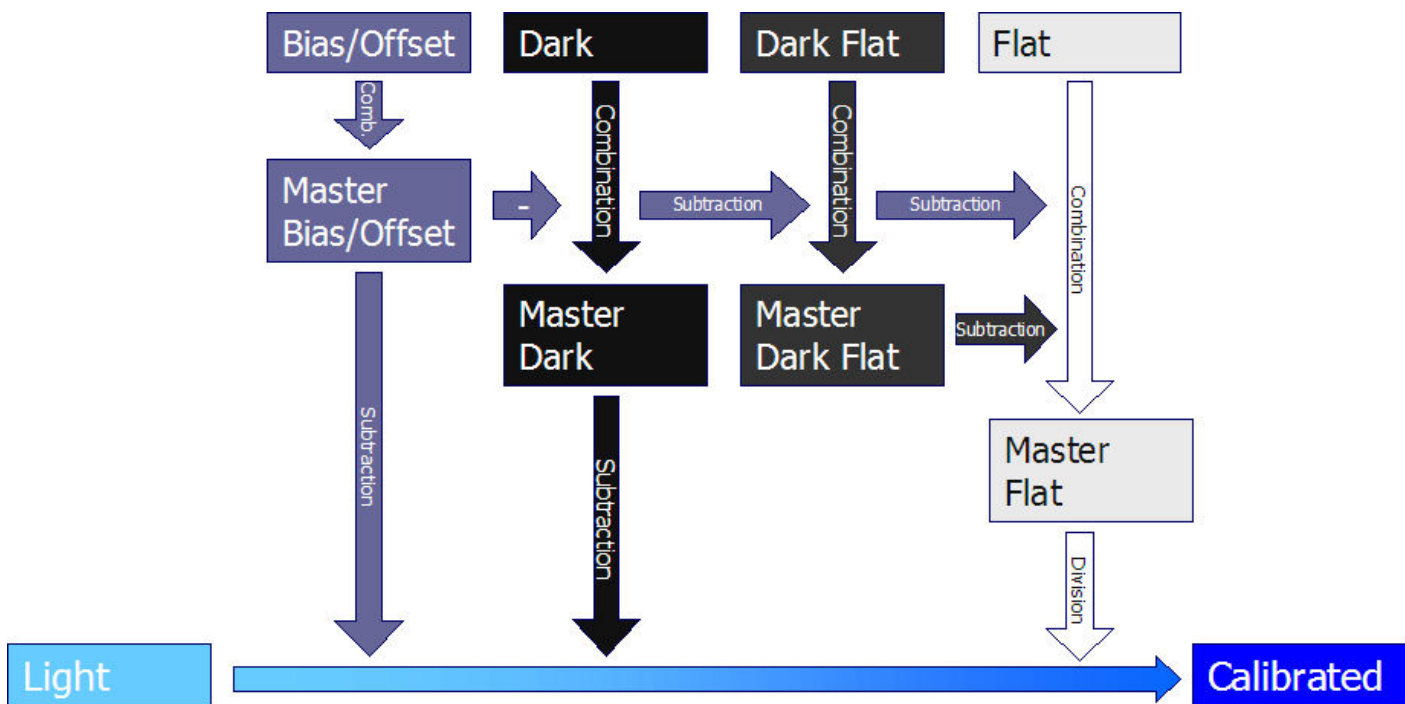 Bias/Offset
Dark
Dark Flat
Flat
Comb.
Combination
Combination
Combination
Master
Bias/Offset
-
Subtraction
Subtraction
Master
Dark
Master
Dark Flat
Subtraction
Master
Flat
Subtraction
Subtraction
Division
Light
Calibrated